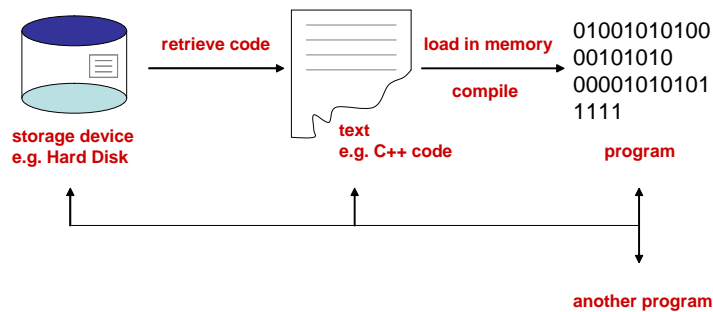 retrieve code
load in memory
compile
01001010100
00101010
00001010101
1111
storage device
e.g. Hard Disk
text
e.g. C++ code
program
another program